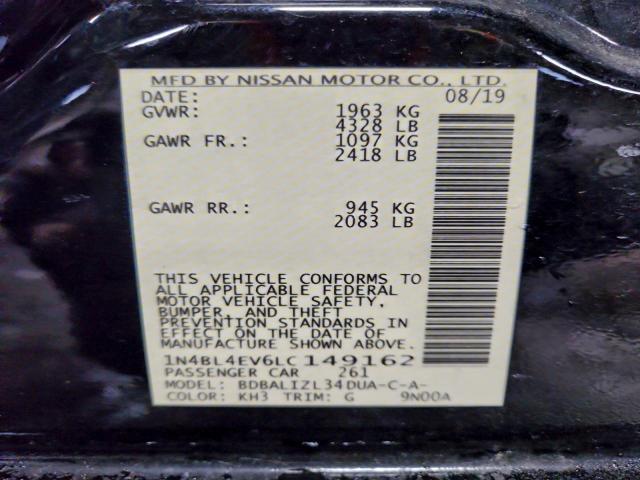 MFD BY NISSAN MOTOR CO., LTD.
DATE: 08/19
GVWR: 1963 KG
4328 LB
GAWR FR.: 1097 KG
2418 LB
GAWR RR.: 945 KG
2083 LB
THIS VEHICLE CONFORMS TO
ALL APPLICABLE FEDERAL
MOTOR VEHICLE SAFETY,
BUMPER, AND THEFT
PREVENTION STANDARDS IN
EFFECT ON THE DATE OF
MANUFACTURE SHOWN ABOVE.
1N4BL4EV6LC149162
PASSENGER CAR 261
MODEL: BDBALIZL34DUA-C-A-
COLOR: KH3 TRIM: G 9N00A